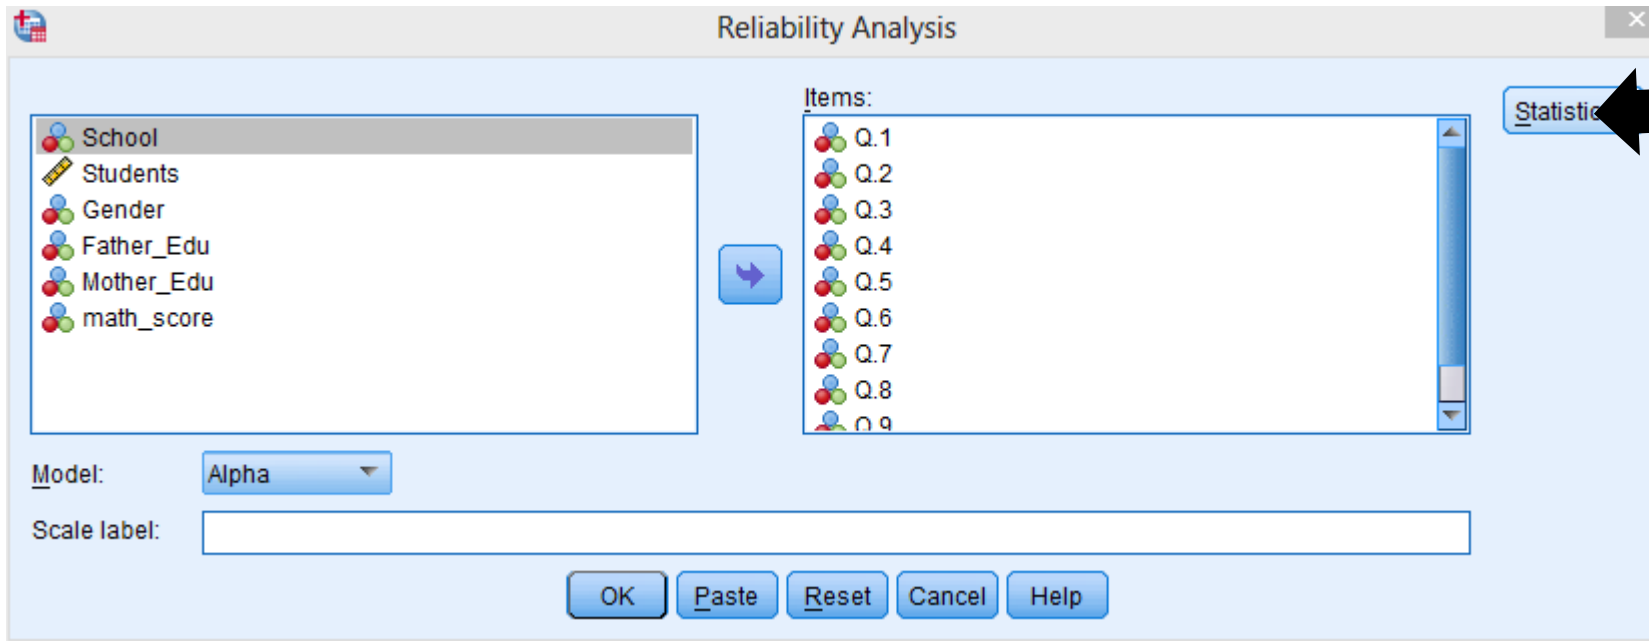 Reliability Analysis
Items:
School
Students
Gender
Father_Edu
Mother_Edu
math_score
Q.1
Q.2
Q.3
Q.4
Q.5
Q.6
Q.7
Q.8
Q.9
Statistic
Model:
Alpha
Scale label:
OK Paste Reset Cancel Help